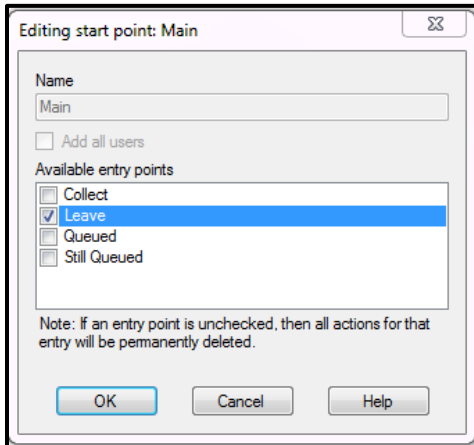 Editing start point: Main
Name
Main
Add all users
Available entry points
Collect
Leave
Queued
Still Queued
Note: If an entry point is unchecked, then all actions for that
entry will be permanently deleted.
OK Cancel Help